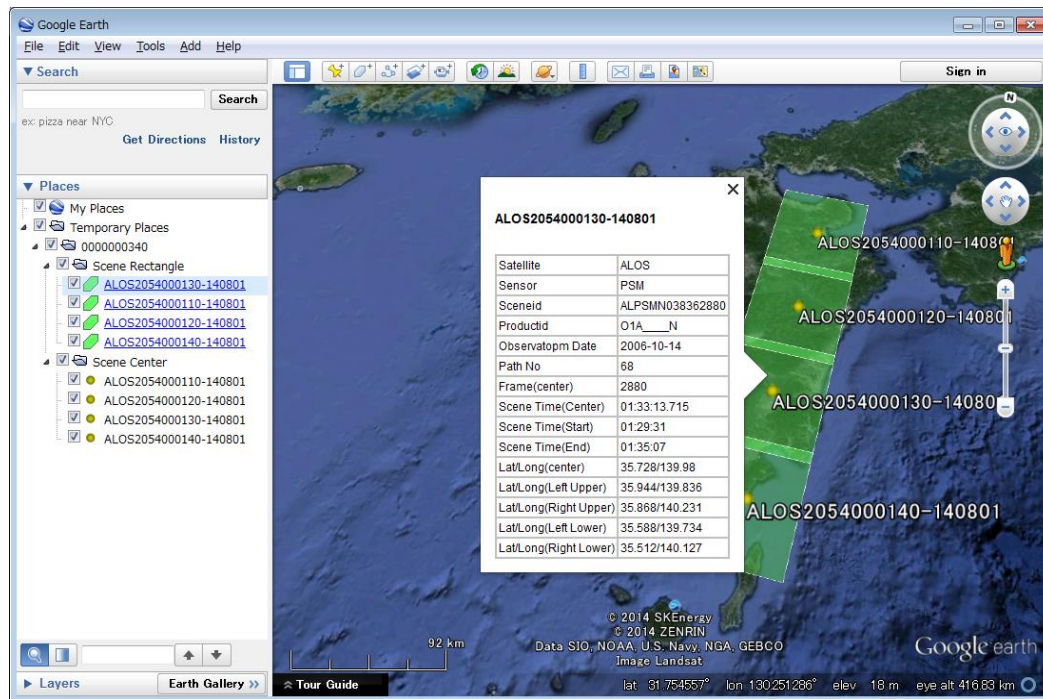 Google Earth
File Edit View Tools Add Help
▼ Search
Search
ex: pizza near NYC
Get Directions History
▼ Places
My Places
Temporary Places
0000000340
Scene Rectangle
ALOS2054000130-140801
ALOS2054000110-140801
ALOS2054000120-140801
ALOS2054000140-140801
Scene Center
ALOS2054000110-140801
ALOS2054000120-140801
ALOS2054000130-140801
ALOS2054000140-140801
Layers
Earth Gallery >>
Sign in
N
ALOS2054000130-140801
Satellite ALOS
Sensor PSM
Sceneid ALPSMN038362880
Productid O1A____N
Observatopm Date 2006-10-14
Path No 68
Frame(center) 2880
Scene Time(Center) 01:33:13.715
Scene Time(Start) 01:29:31
Scene Time(End) 01:35:07
Lat/Long(center) 35.728/139.98
Lat/Long(Left Upper) 35.944/139.836
Lat/Long(Right Upper) 35.868/140.231
Lat/Long(Left Lower) 35.588/139.734
Lat/Long(Right Lower) 35.512/140.127
ALOS2054000110-140801
ALOS2054000120-140801
ALOS2054000130-140801
ALOS2054000140-140801
92 km
© 2014 SKEnergy
© 2014 ZENRIN
Data SIO, NOAA, U.S. Navy, NGA, GEBCO
Image Landsat
Google earth
Tour Guide
lat 31.754557° lon 130.251286° elev 18 m eye alt 416.83 km